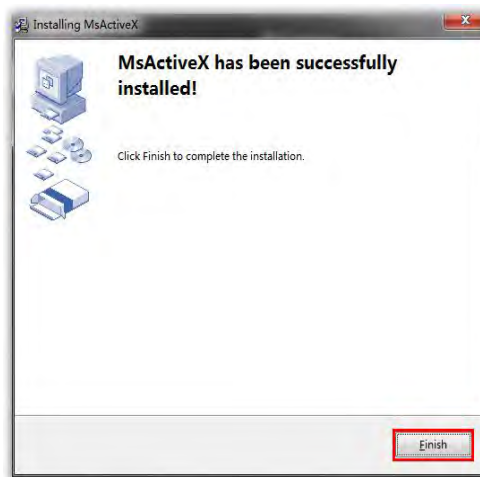 Installing MsActiveX
MsActiveX has been successfully
installed!
Click Finish to complete the installation.
Finish